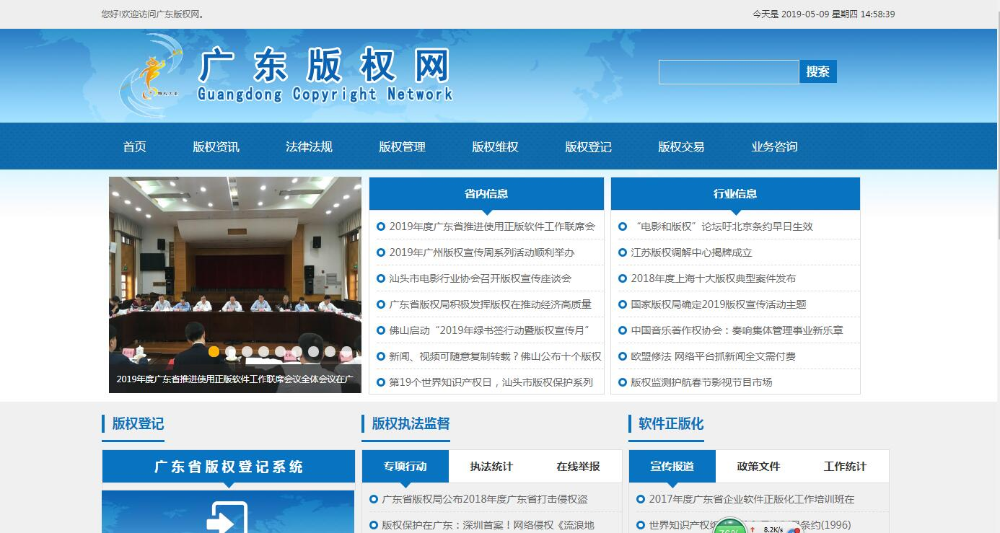 您好!欢迎访问广东版权网。
今天是 2019-05-09 星期四 14:58:39
广东版权网
Guangdong Copyright Network
搜索
首页
版权资讯
法律法规
版权管理
版权维权
版权登记
版权交易
业务咨询
2019年度广东省推进使用正版软件工作联席会议全体会议在广
省内信息
2019年度广东省推进使用正版软件工作联席会
2019年广州版权宣传周系列活动顺利举办
汕头市电影行业协会召开版权宣传座谈会
广东省版权局积极发挥版权在推动经济高质量
佛山启动“2019年绿书签行动暨版权宣传月”
新闻、视频可随意复制转载？佛山公布十个版权
第19个世界知识产权日，汕头市版权保护系列
行业信息
“电影和版权”论坛吁北京条约早日生效
江苏版权调解中心揭牌成立
2018年度上海十大版权典型案件发布
国家版权局确定2019版权宣传活动主题
中国音乐著作权协会：奏响集体管理事业新乐章
欧盟修法 网络平台抓新闻全文需付费
版权监测护航春节影视节目市场
版权登记
广东省版权登记系统
版权执法监督
专项行动
执法统计
在线举报
广东省版权局公布2018年度广东省打击侵权盗
版权保护在广东：深圳首案！网络侵权《流浪地
软件正版化
宣传报道
政策文件
工作统计
2017年度广东省企业软件正版化工作培训班在
世界知识产权
条约(1996)
76%
8.2K/s